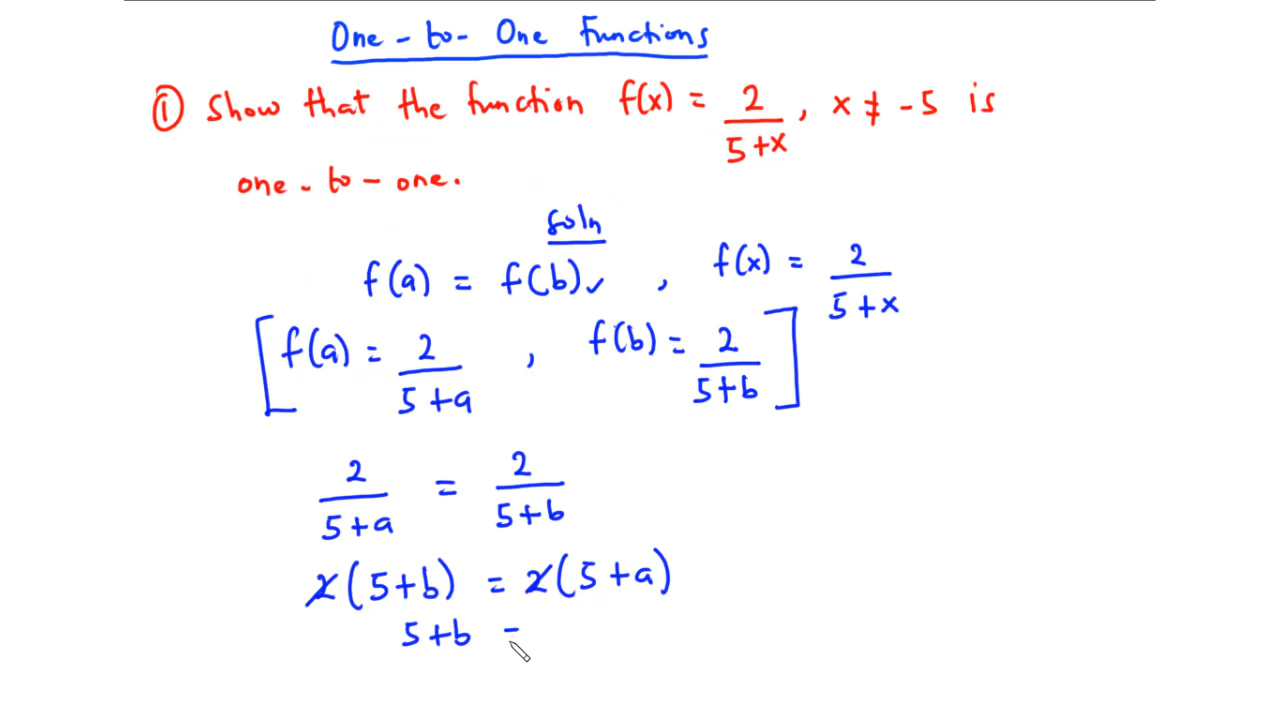 One - to - One Functions
① Show that the function f(x) = 2/(5+x), x ≠ -5 is
one - to - one.
soln
f(a) = f(b) ✓, f(x) = 2/(5+x)
[f(a) = 2/(5+a), f(b) = 2/(5+b)]
2/(5+a) = 2/(5+b)
2(5+b) = 2(5+a)
5+b -